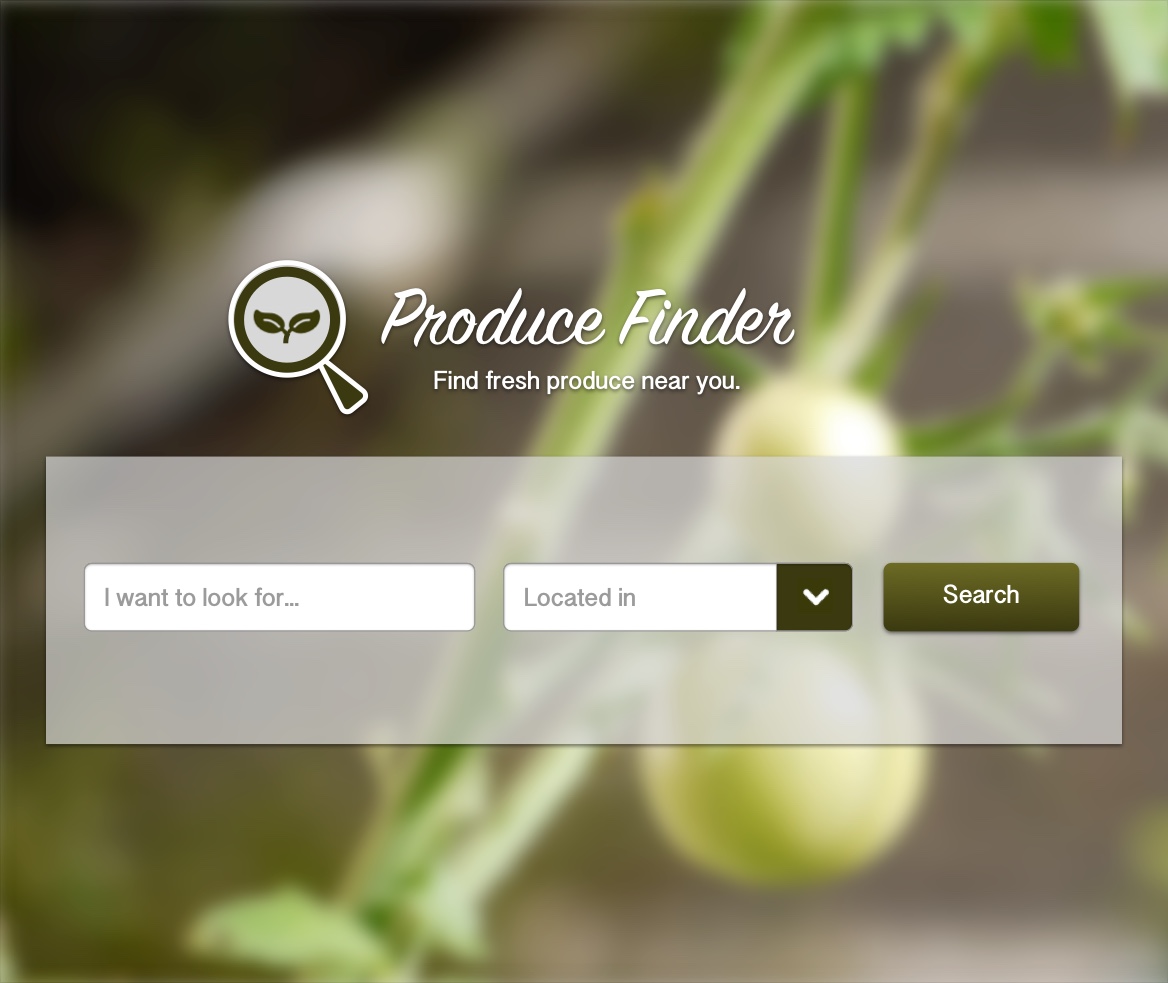 Produce Finder
Find fresh produce near you.
I want to look for...
Located in
Search